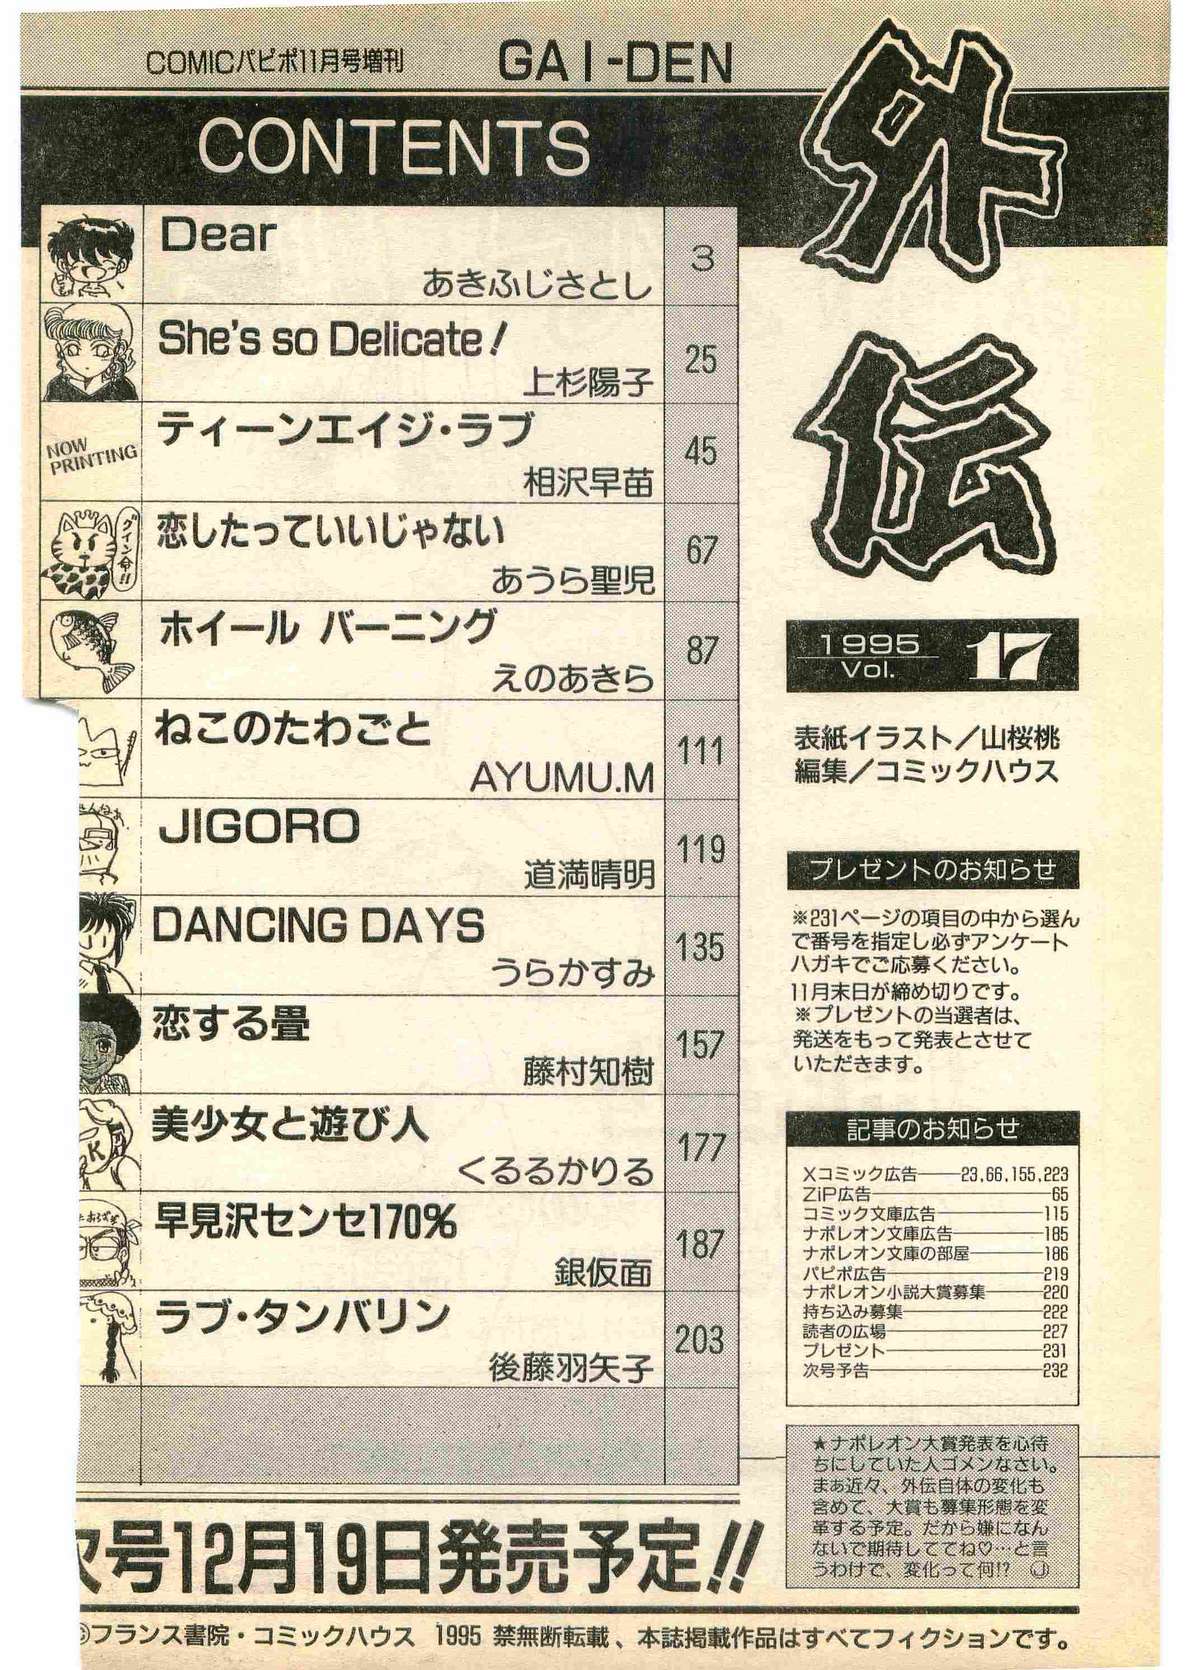 COMICパピポ11月号増刊 GAI-DEN
外伝
CONTENTS
Dear
あきふじさとし
3
She's so Delicate!
上杉陽子
25
NOW
PRINTING
ティーンエイジ・ラブ
相沢早苗
45
グイン命!!
恋したっていいじゃない
あうら聖児
67
ホイール バーニング
えのあきら
87
ねこのたわごと
AYUMU.M
111
JIGORO
道満晴明
119
DANCING DAYS
うらかすみ
135
恋する畳
藤村知樹
157
K
美少女と遊び人
くるるかりる
177
早見沢センセ170%
銀仮面
187
ラブ・タンバリン
後藤羽矢子
203
次号12月19日発売予定!!
1995
Vol. 17
表紙イラスト／山桜桃
編集／コミックハウス
プレゼントのお知らせ
※231ページの項目の中から選ん
で番号を指定し必ずアンケート
ハガキでご応募ください。
11月末日が締め切りです。
※プレゼントの当選者は、
発送をもって発表とさせて
いただきます。
記事のお知らせ
Xコミック広告――23,66,155,223
ZiP広告――65
コミック文庫広告――115
ナポレオン文庫広告――185
ナポレオン文庫の部屋――186
パピポ広告――219
ナポレオン小説大賞募集――220
持ち込み募集――222
読者の広場――227
プレゼント――231
次号予告――232
★ナポレオン大賞発表を心待
ちにしていた人ゴメンなさい。
まぁ近々、外伝自体の変化も
含めて、大賞も募集形態を変
革する予定。だから嫌になん
ないで期待しててね♡…と言
うわけで、変化って何!? Ⓙ
©フランス書院・コミックハウス 1995 禁無断転載、本誌掲載作品はすべてフィクションです。